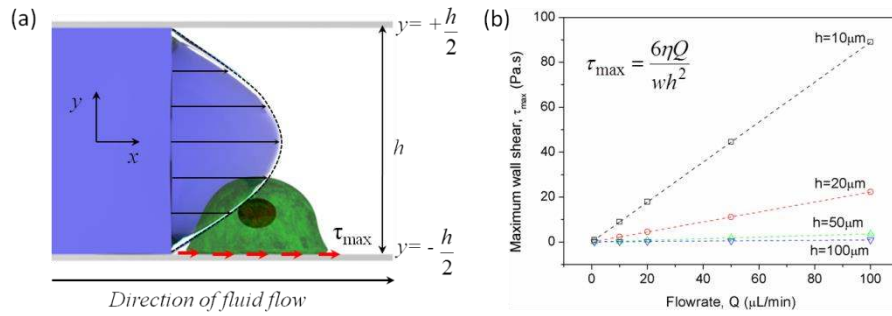 (a)
y= + h/2
y
x
h
τmax
y= - h/2
Direction of fluid flow
(b)
τmax = 6ηQ / wh²
Maximum wall shear, τmax (Pa.s)
100
80
60
40
20
0
h=10μm
h=20μm
h=50μm
h=100μm
0 20 40 60 80 100
Flowrate, Q (μL/min)